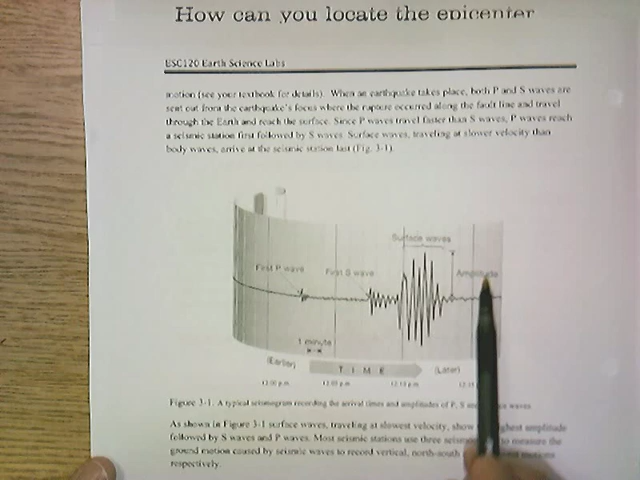 How can you locate the epicenter
ESC120 Earth Science Labs
motion (see your textbook for details). When an earthquake takes place, both P and S waves are
sent out from the earthquake's focus where the rupture occurred along the fault line and travel
through the Earth and reach the surface. Since P waves travel faster than S waves, P waves reach
a seismic station first followed by S waves. Surface waves, traveling at slower velocity than
body waves, arrive at the seismic station last (Fig. 3-1).
Surface waves
First P wave
First S wave
Amplitude
1 minute
(Earlier)
TIME
(Later)
12:00 p.m.
12:05 p.m.
12:10 p.m.
Figure 3-1. A typical seismogram recording the arrival times and amplitudes of P, S waves
As shown in Figure 3-1 surface waves, traveling at slowest velocity, show amplitude
followed by S waves and P waves. Most seismic stations use three to measure the
ground motion caused by seismic waves to record vertical, north-south motions
respectively.